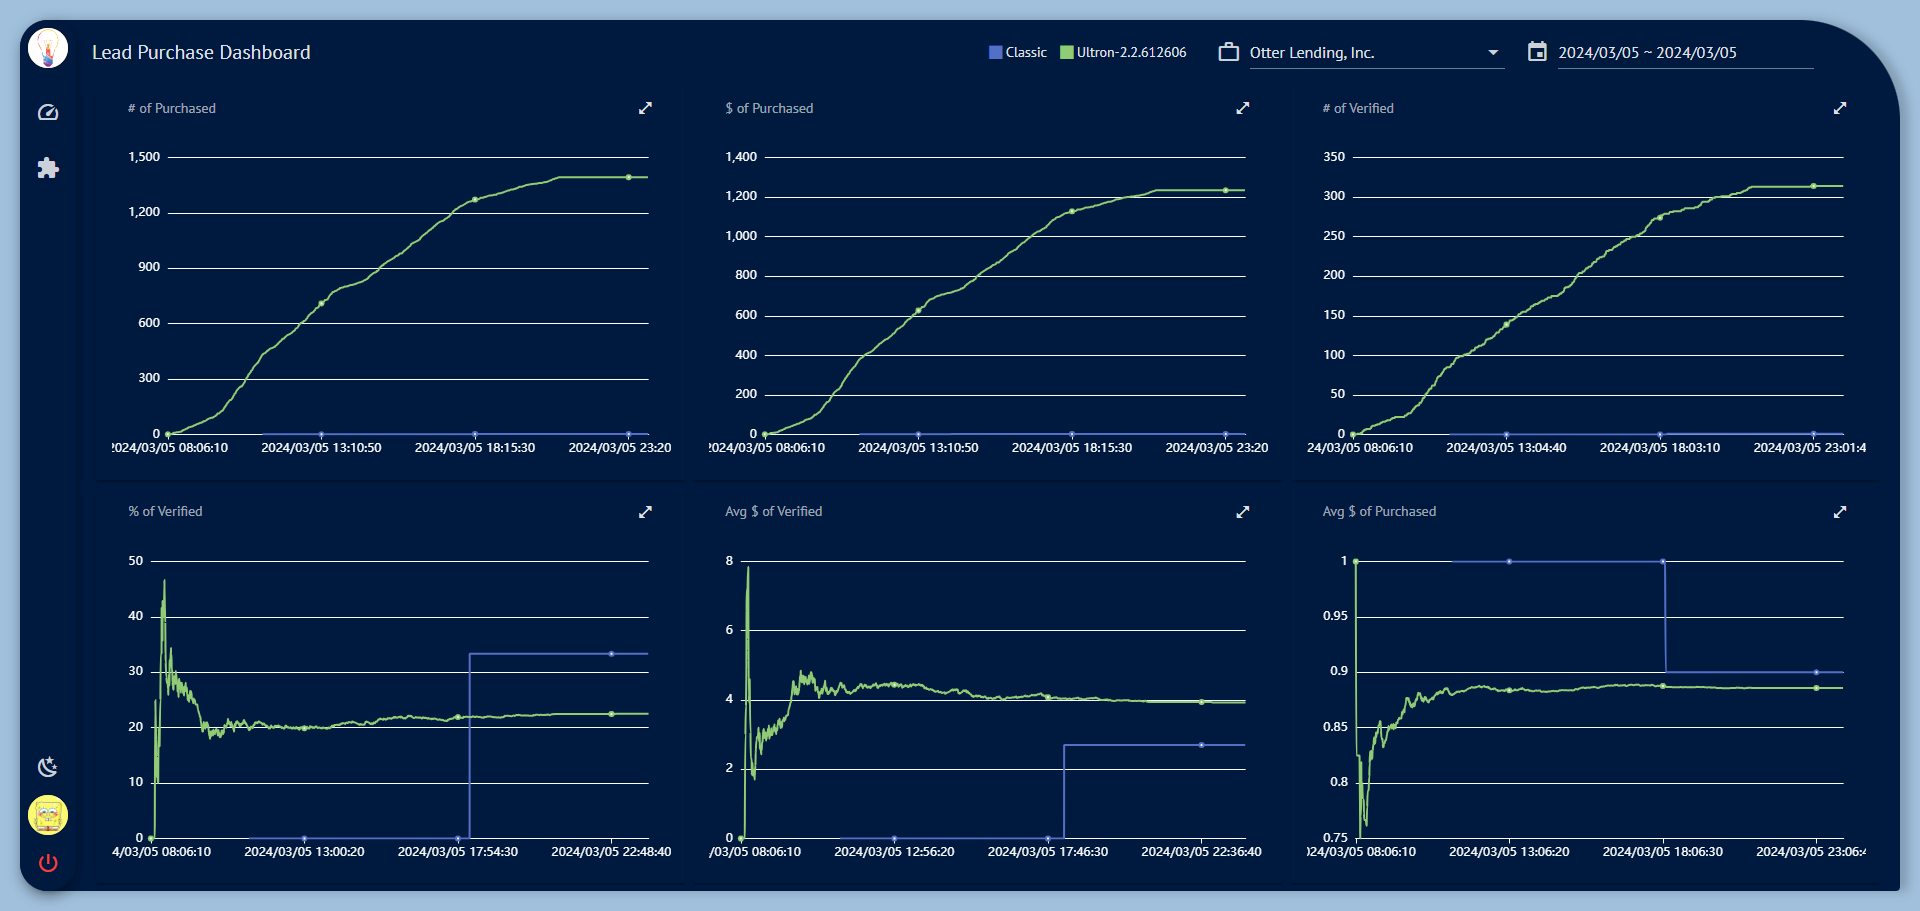 Lead Purchase Dashboard
Classic Ultron-2.2.612606 Otter Lending, Inc. 2024/03/05 ~ 2024/03/05
# of Purchased
1,500
1,200
900
600
300
0
2024/03/05 08:06:10 2024/03/05 13:10:50 2024/03/05 18:15:30 2024/03/05 23:20
$ of Purchased
1,400
1,200
1,000
800
600
400
200
0
2024/03/05 08:06:10 2024/03/05 13:10:50 2024/03/05 18:15:30 2024/03/05 23:20
# of Verified
350
300
250
200
150
100
50
0
24/03/05 08:06:10 2024/03/05 13:04:40 2024/03/05 18:03:10 2024/03/05 23:01:4
% of Verified
50
40
30
20
10
0
4/03/05 08:06:10 2024/03/05 13:00:20 2024/03/05 17:54:30 2024/03/05 22:48:40
Avg $ of Verified
8
6
4
2
0
/03/05 08:06:10 2024/03/05 12:56:20 2024/03/05 17:46:30 2024/03/05 22:36:40
Avg $ of Purchased
1
0.95
0.9
0.85
0.8
0.75
24/03/05 08:06:10 2024/03/05 13:06:20 2024/03/05 18:06:30 2024/03/05 23:06:4